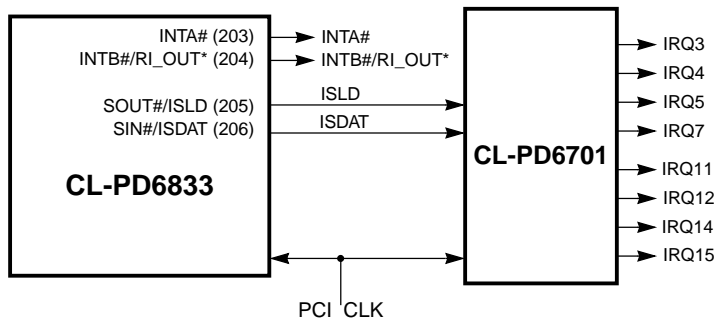 INTA# (203)
INTA#
INTB#/RI_OUT* (204)
INTB#/RI_OUT*
SOUT#/ISLD (205)
ISLD
SIN#/ISDAT (206)
ISDAT
CL-PD6833
CL-PD6701
IRQ3
IRQ4
IRQ5
IRQ7
IRQ11
IRQ12
IRQ14
IRQ15
PCI CLK